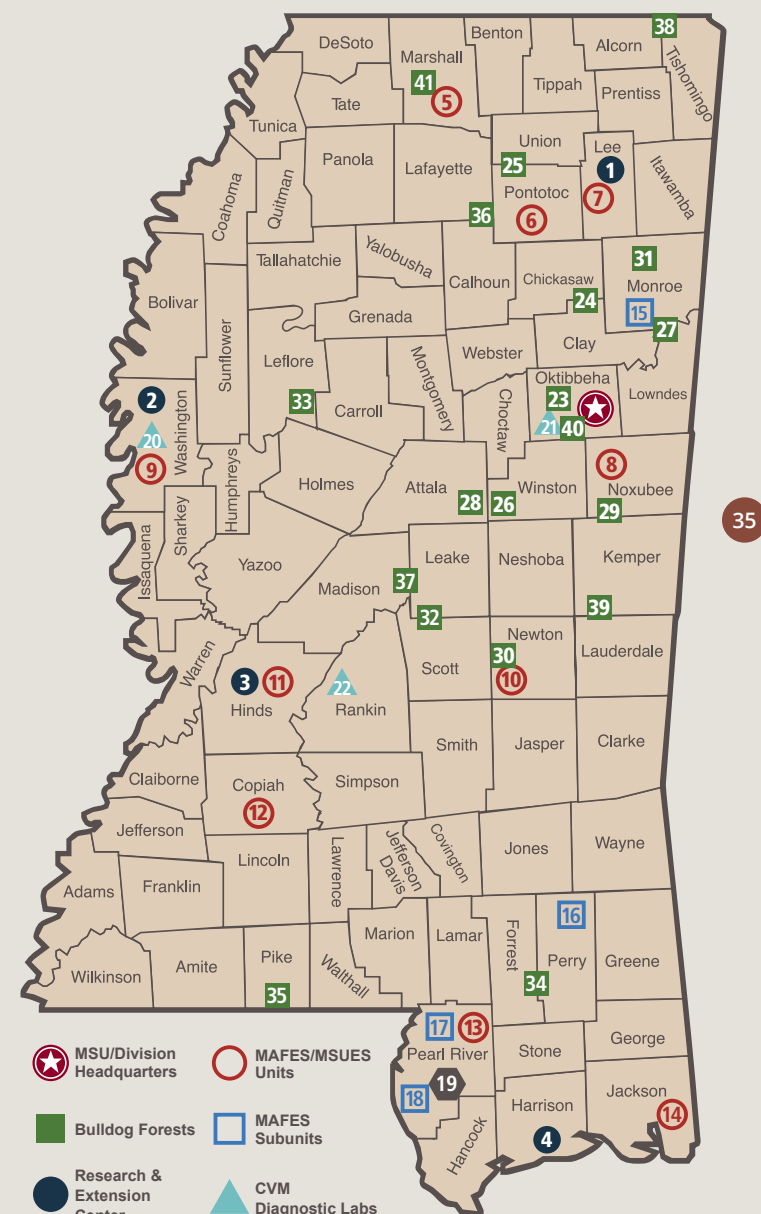 DeSoto
Benton
38
Marshall
Alcorn
41
5
Tippah
Tishomingo
Tate
Prentiss
Tunica
Union
Lee
Panola
Lafayette
25
1
Coahoma
Quitman
Pontotoc
7
Itawamba
36
6
Tallahatchie
Yalobusha
31
Calhoun
Chickasaw
Monroe
Bolivar
24
15
Grenada
27
Sunflower
Leflore
Montgomery
Webster
Clay
Oktibbeha
2
33
Carroll
Choctaw
23
Lowndes
Washington
20
21
40
9
Humphreys
Holmes
8
Attala
Winston
Noxubee
28
26
29
Sharkey
35
Issaquena
Yazoo
Leake
Neshoba
Kemper
Madison
37
39
32
Newton
Warren
30
Lauderdale
Scott
3
11
22
10
Hinds
Rankin
Smith
Jasper
Clarke
Claiborne
Copiah
Simpson
12
Jefferson
Lawrence
Jefferson
Davis
Covington
Jones
Wayne
Lincoln
Adams
Franklin
16
Forrest
Marion
Lamar
Pike
Amite
Walthall
Perry
Greene
Wilkinson
34
35
17
13
George
Pearl River
Stone
19
18
Harrison
Jackson
14
4
Hancock
MSU/Division
Headquarters
MAFES/MSUES
Units
Bulldog Forests
MAFES
Subunits
Research &
Extension
Center
CVM
Diagnostic Labs